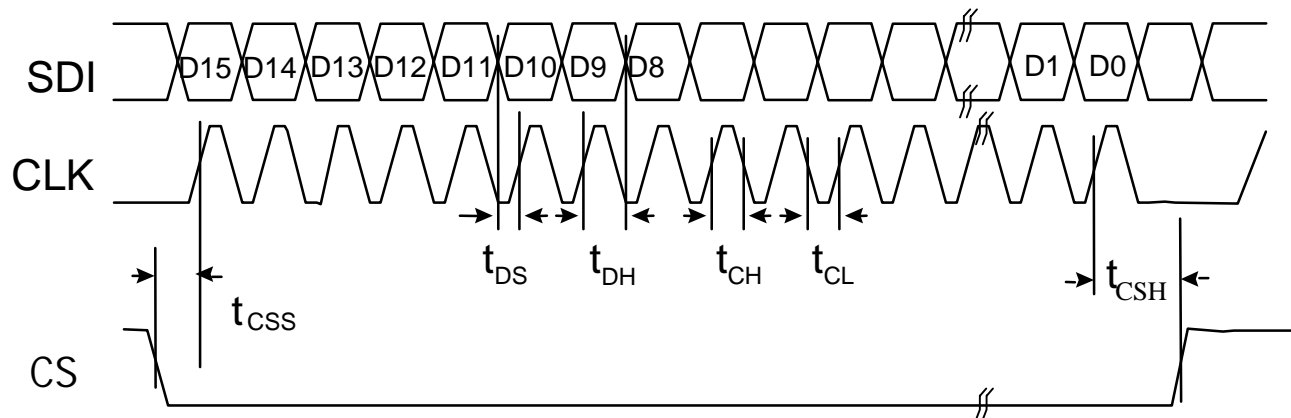 SDI D15 D14 D13 D12 D11 D10 D9 D8 D1 D0
CLK
tDS tDH tCH tCL tCSH
tCSS
CS